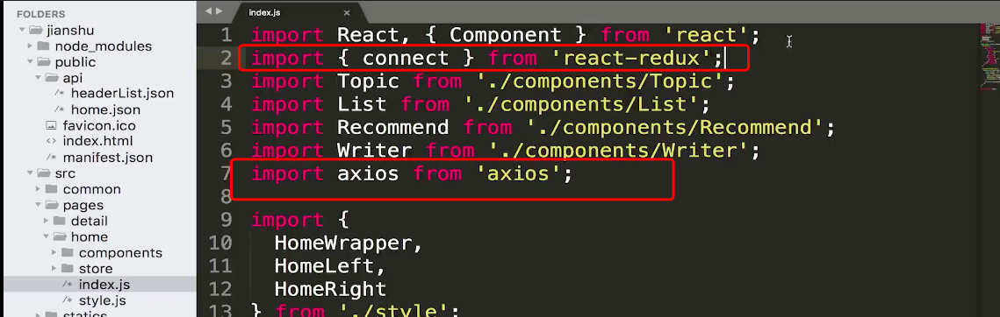 FOLDERS
jianshu
node_modules
public
api
/* headerList.json
/* home.json
favicon.ico
<> index.html
/* manifest.json
src
common
pages
detail
home
components
store
/* index.js
/* style.js
statics
index.js ×
1 import React, { Component } from 'react';
2 import { connect } from 'react-redux';
3 import Topic from './components/Topic';
4 import List from './components/List';
5 import Recommend from './components/Recommend';
6 import Writer from './components/Writer';
7 import axios from 'axios';
8
9 import {
10 HomeWrapper,
11 HomeLeft,
12 HomeRight
13 } from './style';